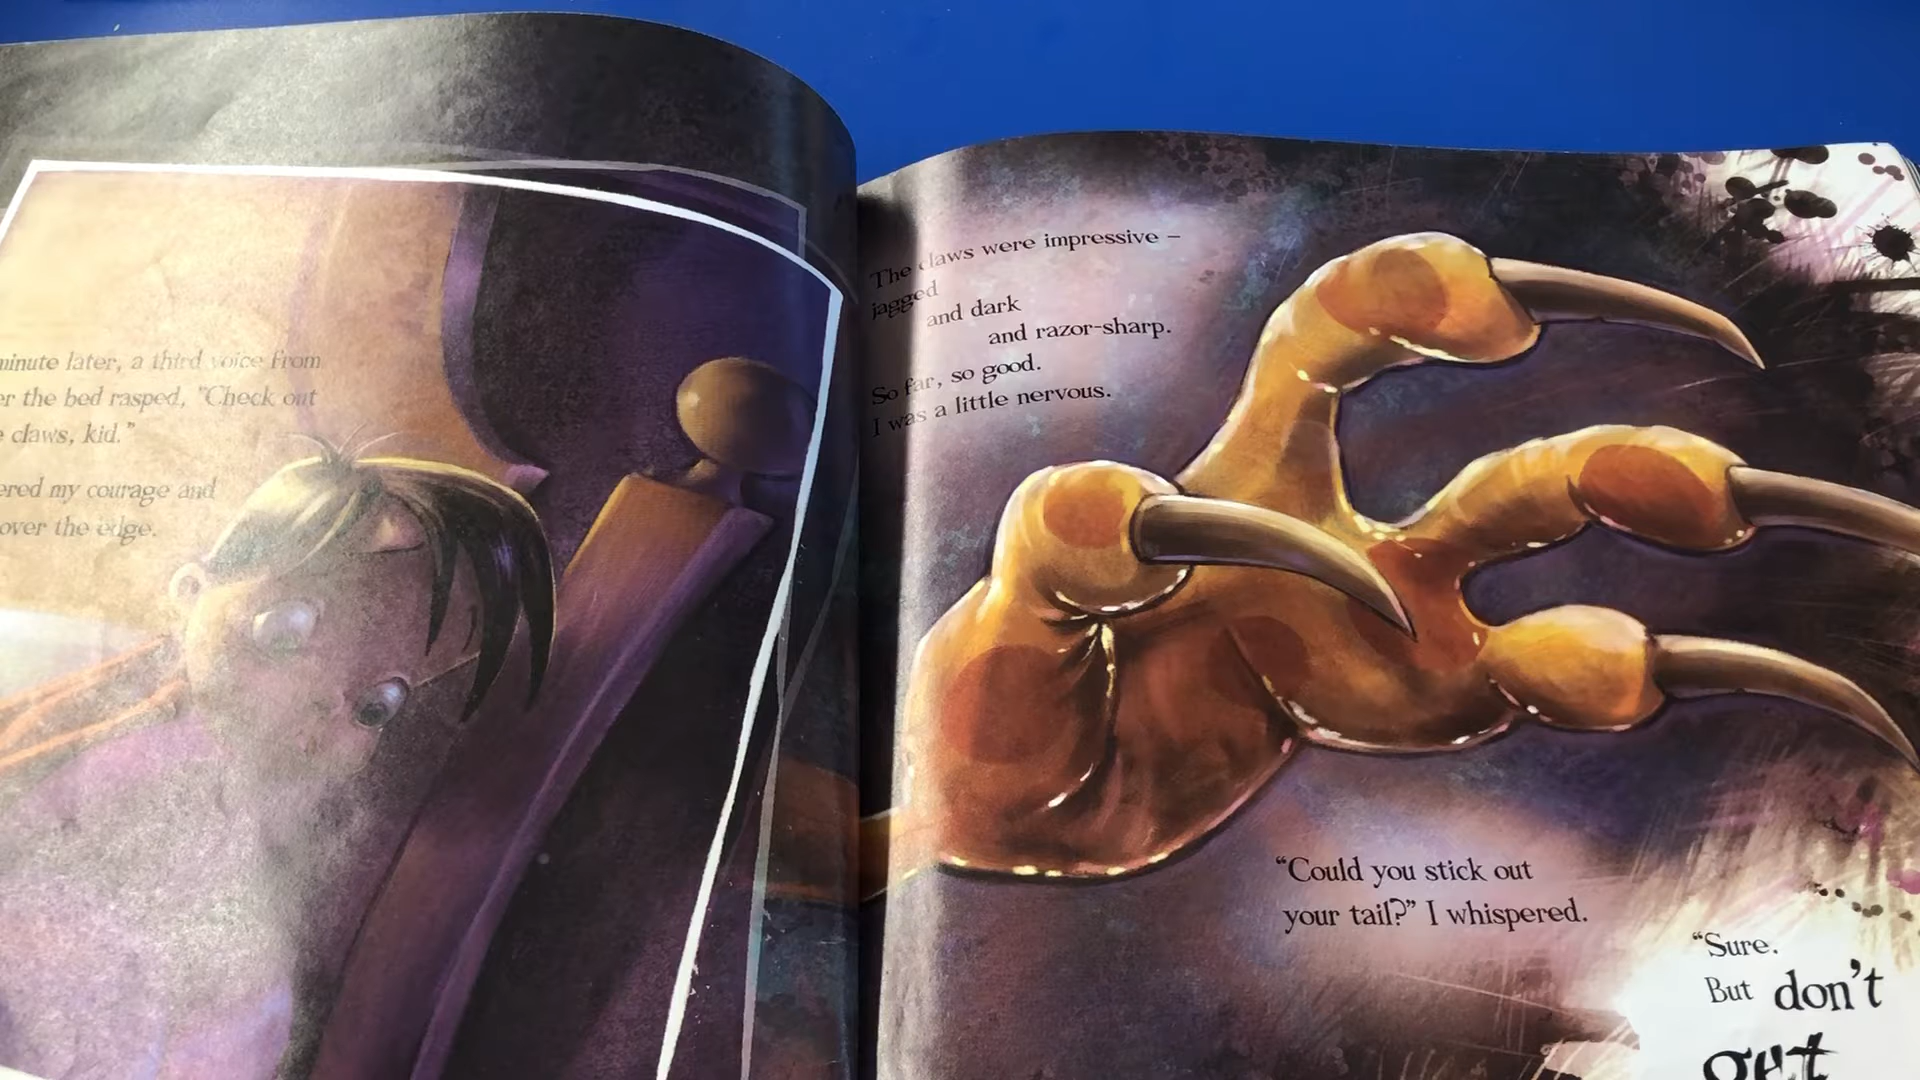 minute later, a third voice from
the bed rasped, "Check out
claws, kid."
my courage and
over the edge.
The claws were impressive –
jagged
and dark
and razor-sharp.
So far, so good.
I was a little nervous.
“Could you stick out
your tail?” I whispered.
“Sure.
But don’t